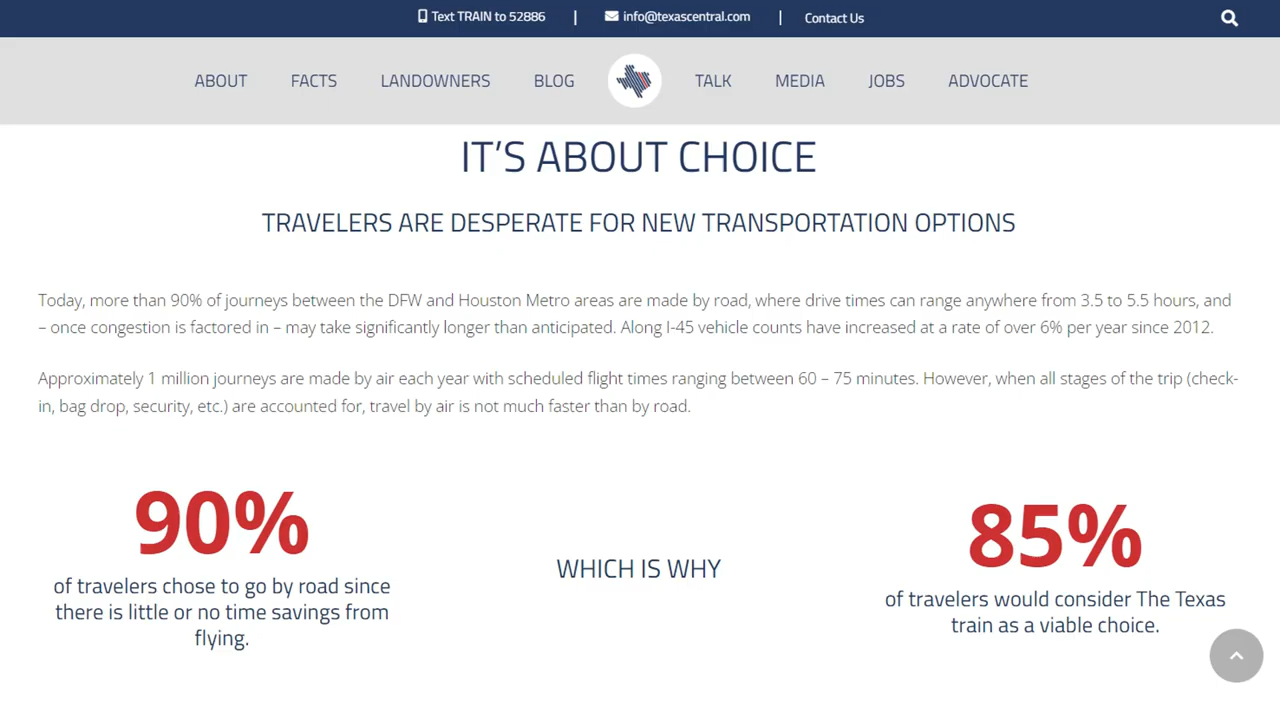 Text TRAIN to 52886 | info@texascentral.com | Contact Us
ABOUT FACTS LANDOWNERS BLOG TALK MEDIA JOBS ADVOCATE
IT’S ABOUT CHOICE
TRAVELERS ARE DESPERATE FOR NEW TRANSPORTATION OPTIONS
Today, more than 90% of journeys between the DFW and Houston Metro areas are made by road, where drive times can range anywhere from 3.5 to 5.5 hours, and
– once congestion is factored in – may take significantly longer than anticipated. Along I-45 vehicle counts have increased at a rate of over 6% per year since 2012.
Approximately 1 million journeys are made by air each year with scheduled flight times ranging between 60 – 75 minutes. However, when all stages of the trip (check-
in, bag drop, security, etc.) are accounted for, travel by air is not much faster than by road.
90%
of travelers chose to go by road since
there is little or no time savings from
flying.
WHICH IS WHY
85%
of travelers would consider The Texas
train as a viable choice.